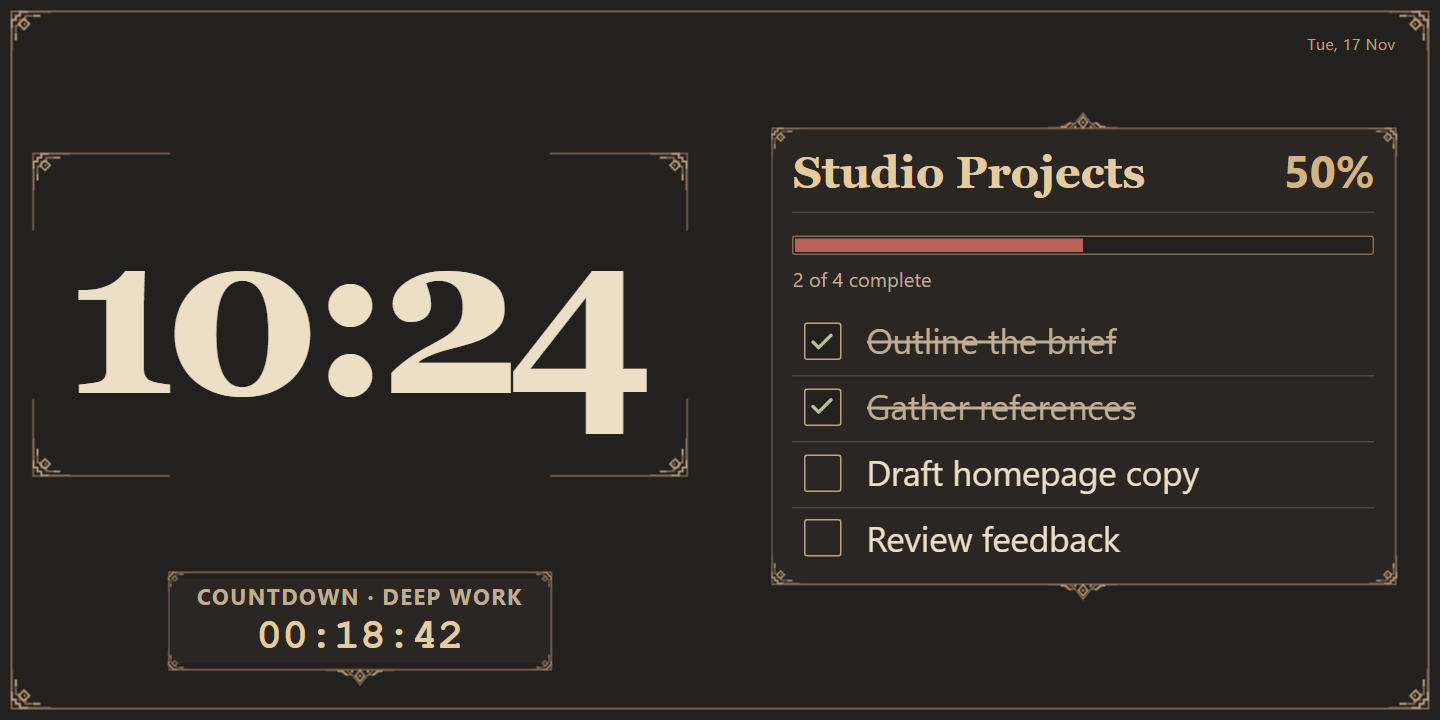 Tue, 17 Nov
10:24
COUNTDOWN · DEEP WORK
00:18:42
Studio Projects 50%
2 of 4 complete
Outline the brief
Gather references
Draft homepage copy
Review feedback